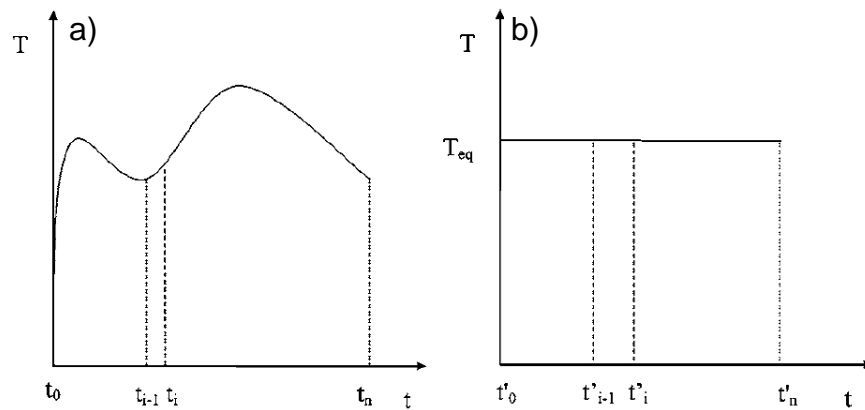 a)
T
t₀ tᵢ₋₁ tᵢ tₙ t
b)
T
T_eq
t'₀ t'ᵢ₋₁ t'ᵢ t'ₙ t